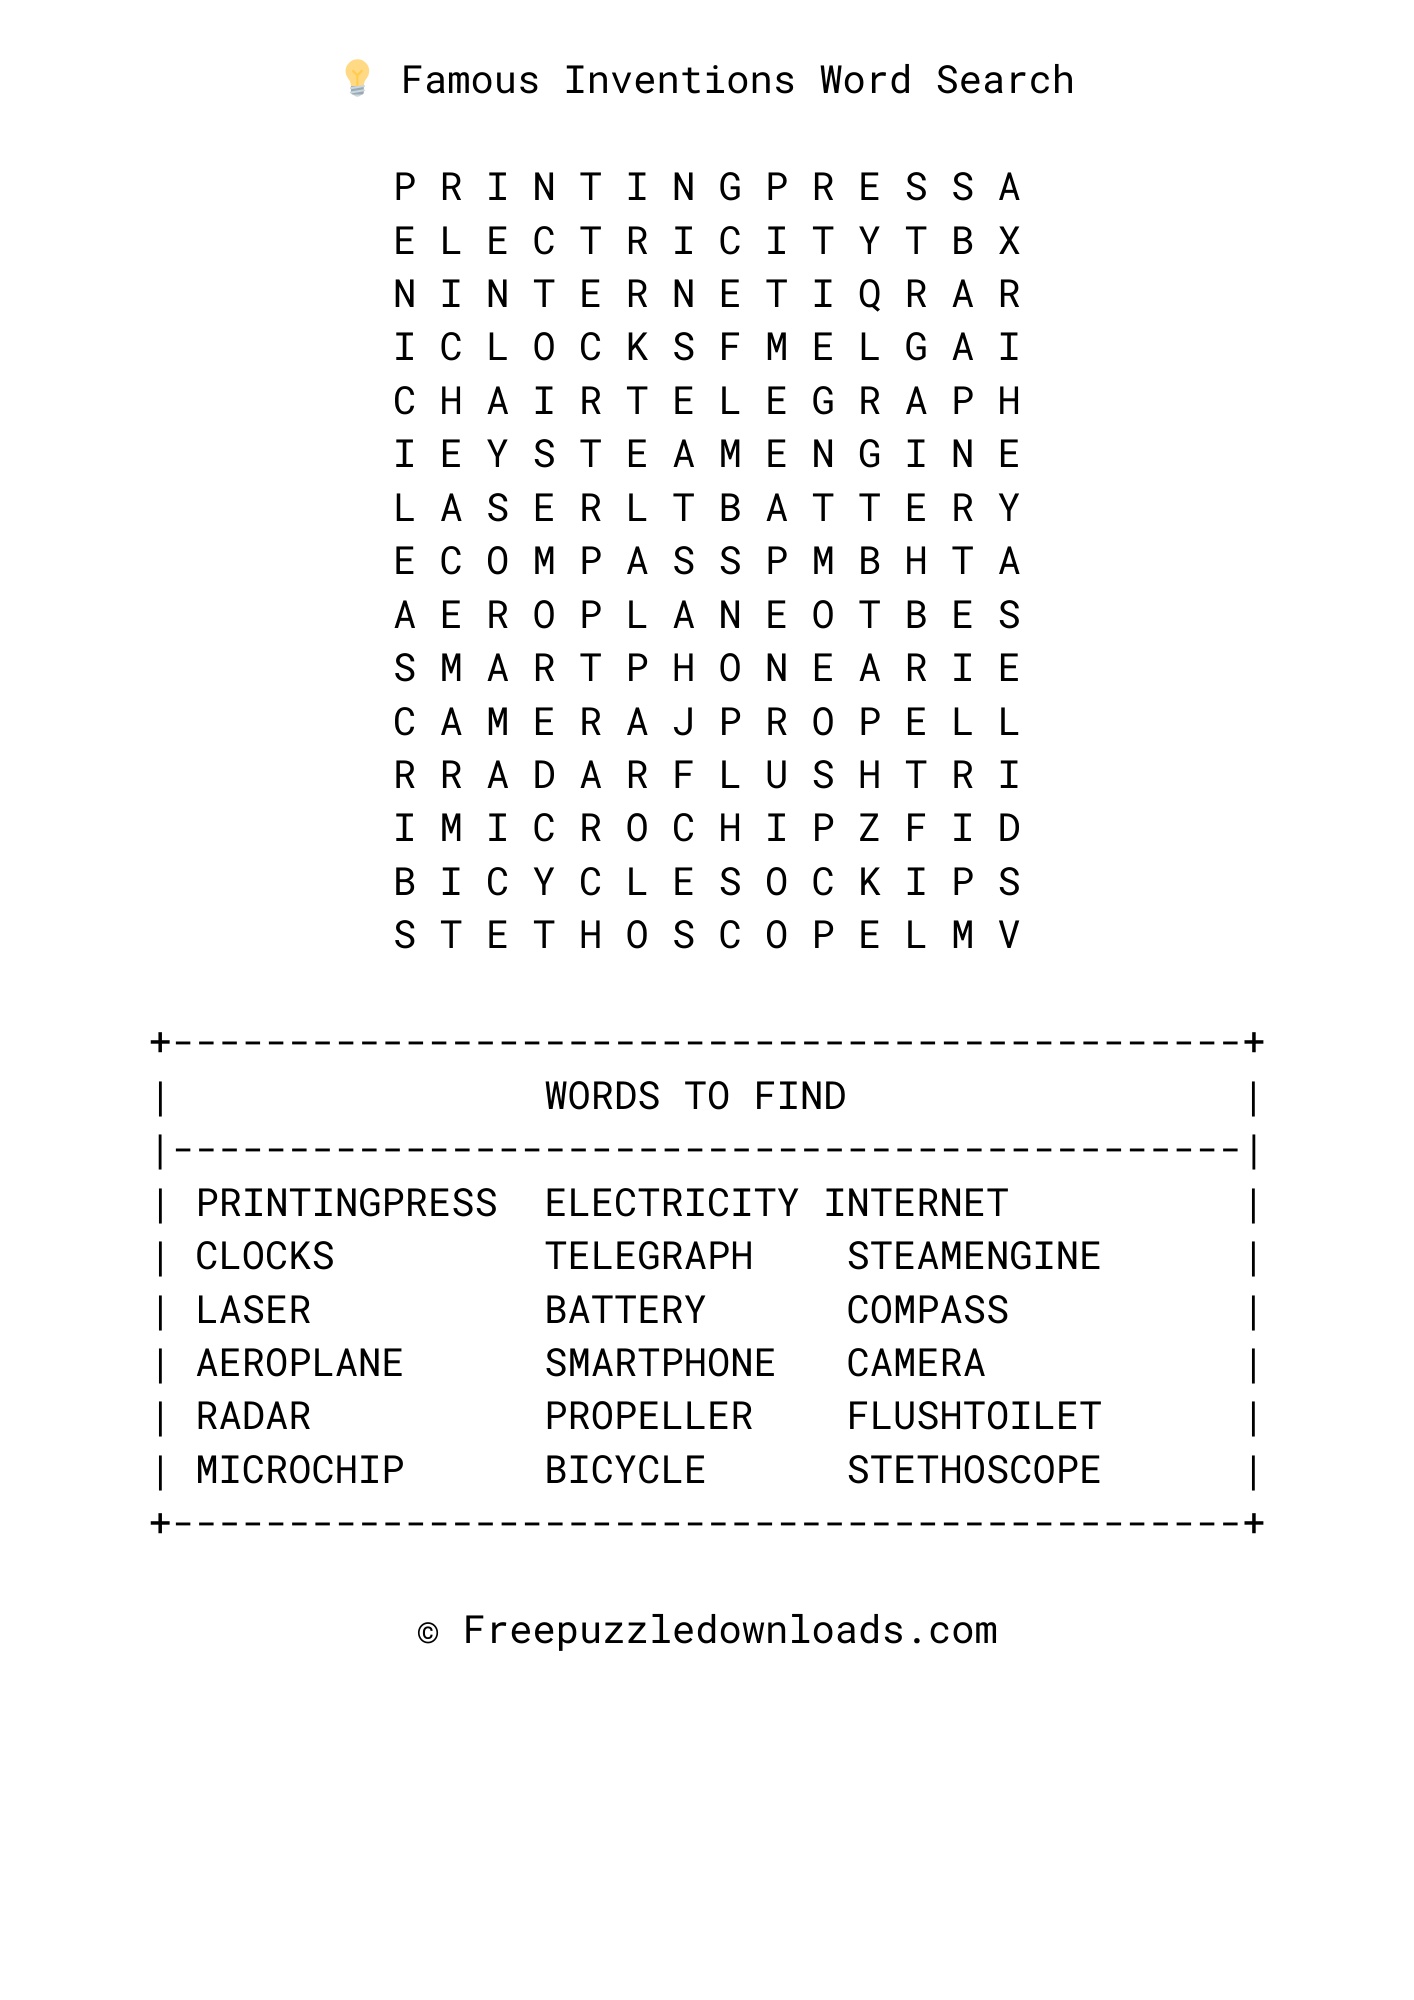 💡 Famous Inventions Word Search
P R I N T I N G P R E S S A
E L E C T R I C I T Y T B X
N I N T E R N E T I Q R A R
I C L O C K S F M E L G A I
C H A I R T E L E G R A P H
I E Y S T E A M E N G I N E
L A S E R L T B A T T E R Y
E C O M P A S S P M B H T A
A E R O P L A N E O T B E S
S M A R T P H O N E A R I E
C A M E R A J P R O P E L L
R R A D A R F L U S H T R I
I M I C R O C H I P Z F I D
B I C Y C L E S O C K I P S
S T E T H O S C O P E L M V
+----------------------------------------------+
| WORDS TO FIND |
|----------------------------------------------|
| PRINTINGPRESS ELECTRICITY INTERNET |
| CLOCKS TELEGRAPH STEAMENGINE |
| LASER BATTERY COMPASS |
| AEROPLANE SMARTPHONE CAMERA |
| RADAR PROPELLER FLUSHTOILET |
| MICROCHIP BICYCLE STETHOSCOPE |
+----------------------------------------------+
© Freepuzzledownloads.com